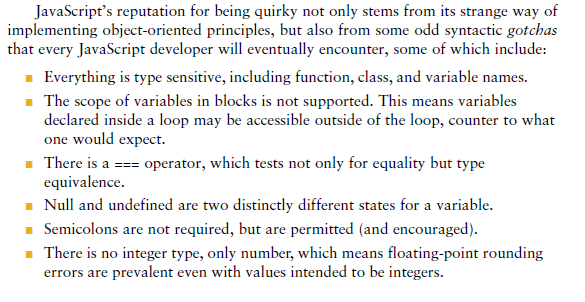 JavaScript's reputation for being quirky not only stems from its strange way of
implementing object-oriented principles, but also from some odd syntactic gotchas
that every JavaScript developer will eventually encounter, some of which include:
■ Everything is type sensitive, including function, class, and variable names.
■ The scope of variables in blocks is not supported. This means variables
declared inside a loop may be accessible outside of the loop, counter to what
one would expect.
■ There is a === operator, which tests not only for equality but type
equivalence.
■ Null and undefined are two distinctly different states for a variable.
■ Semicolons are not required, but are permitted (and encouraged).
■ There is no integer type, only number, which means floating-point rounding
errors are prevalent even with values intended to be integers.